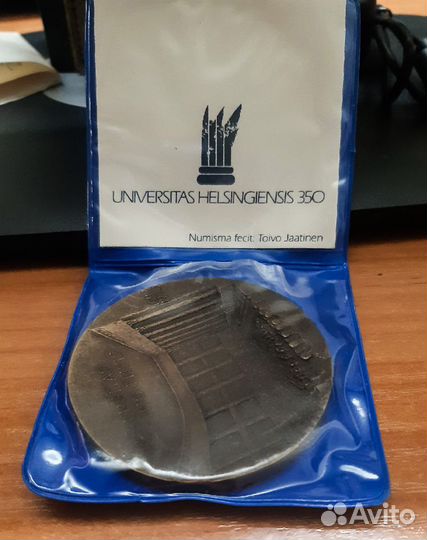 UNIVERSITAS HELSINGIENSIS 350
Numisma fecit: Toivo Jaatinen
Avito